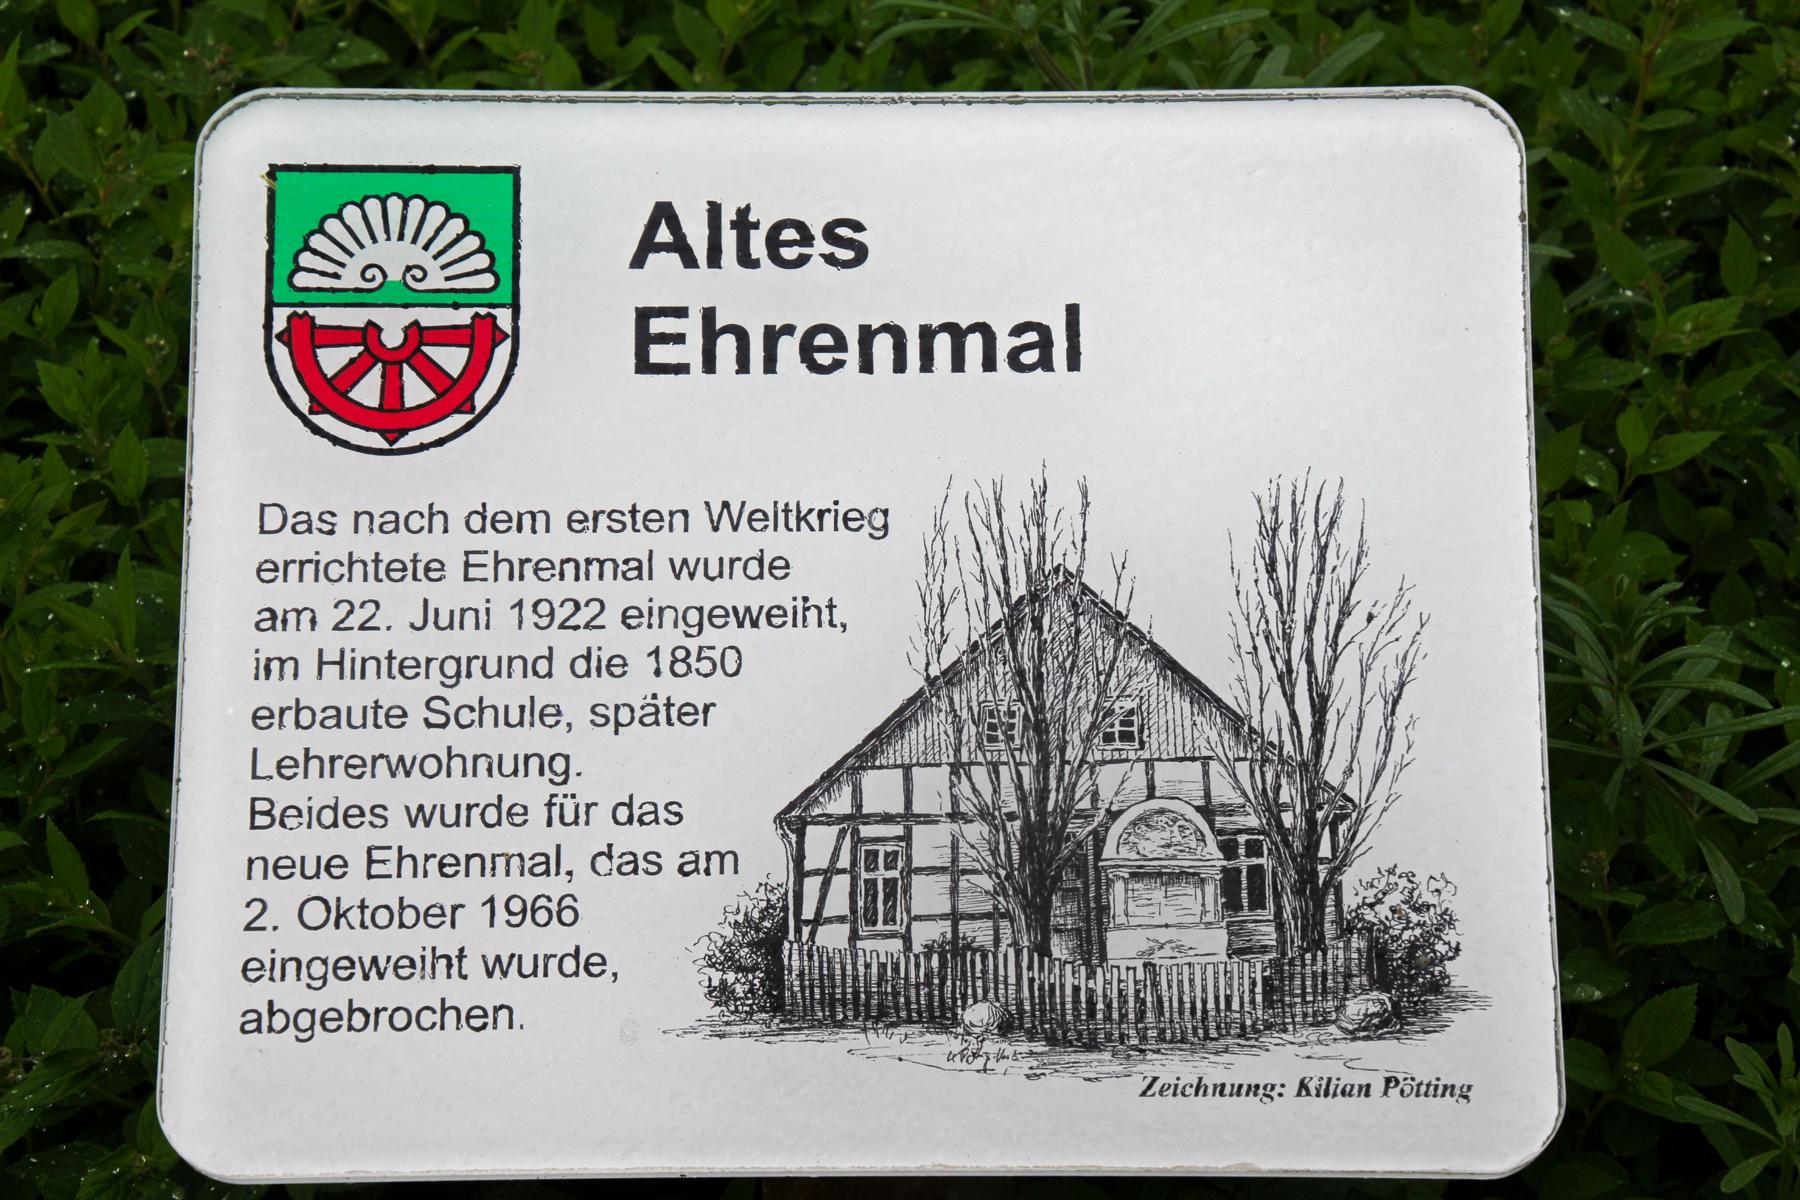 Altes
Ehrenmal
Das nach dem ersten Weltkrieg
errichtete Ehrenmal wurde
am 22. Juni 1922 eingeweiht,
im Hintergrund die 1850
erbaute Schule, später
Lehrerwohnung.
Beides wurde für das
neue Ehrenmal, das am
2. Oktober 1966
eingeweiht wurde,
abgebrochen.
Zeichnung: Kilian Pötting